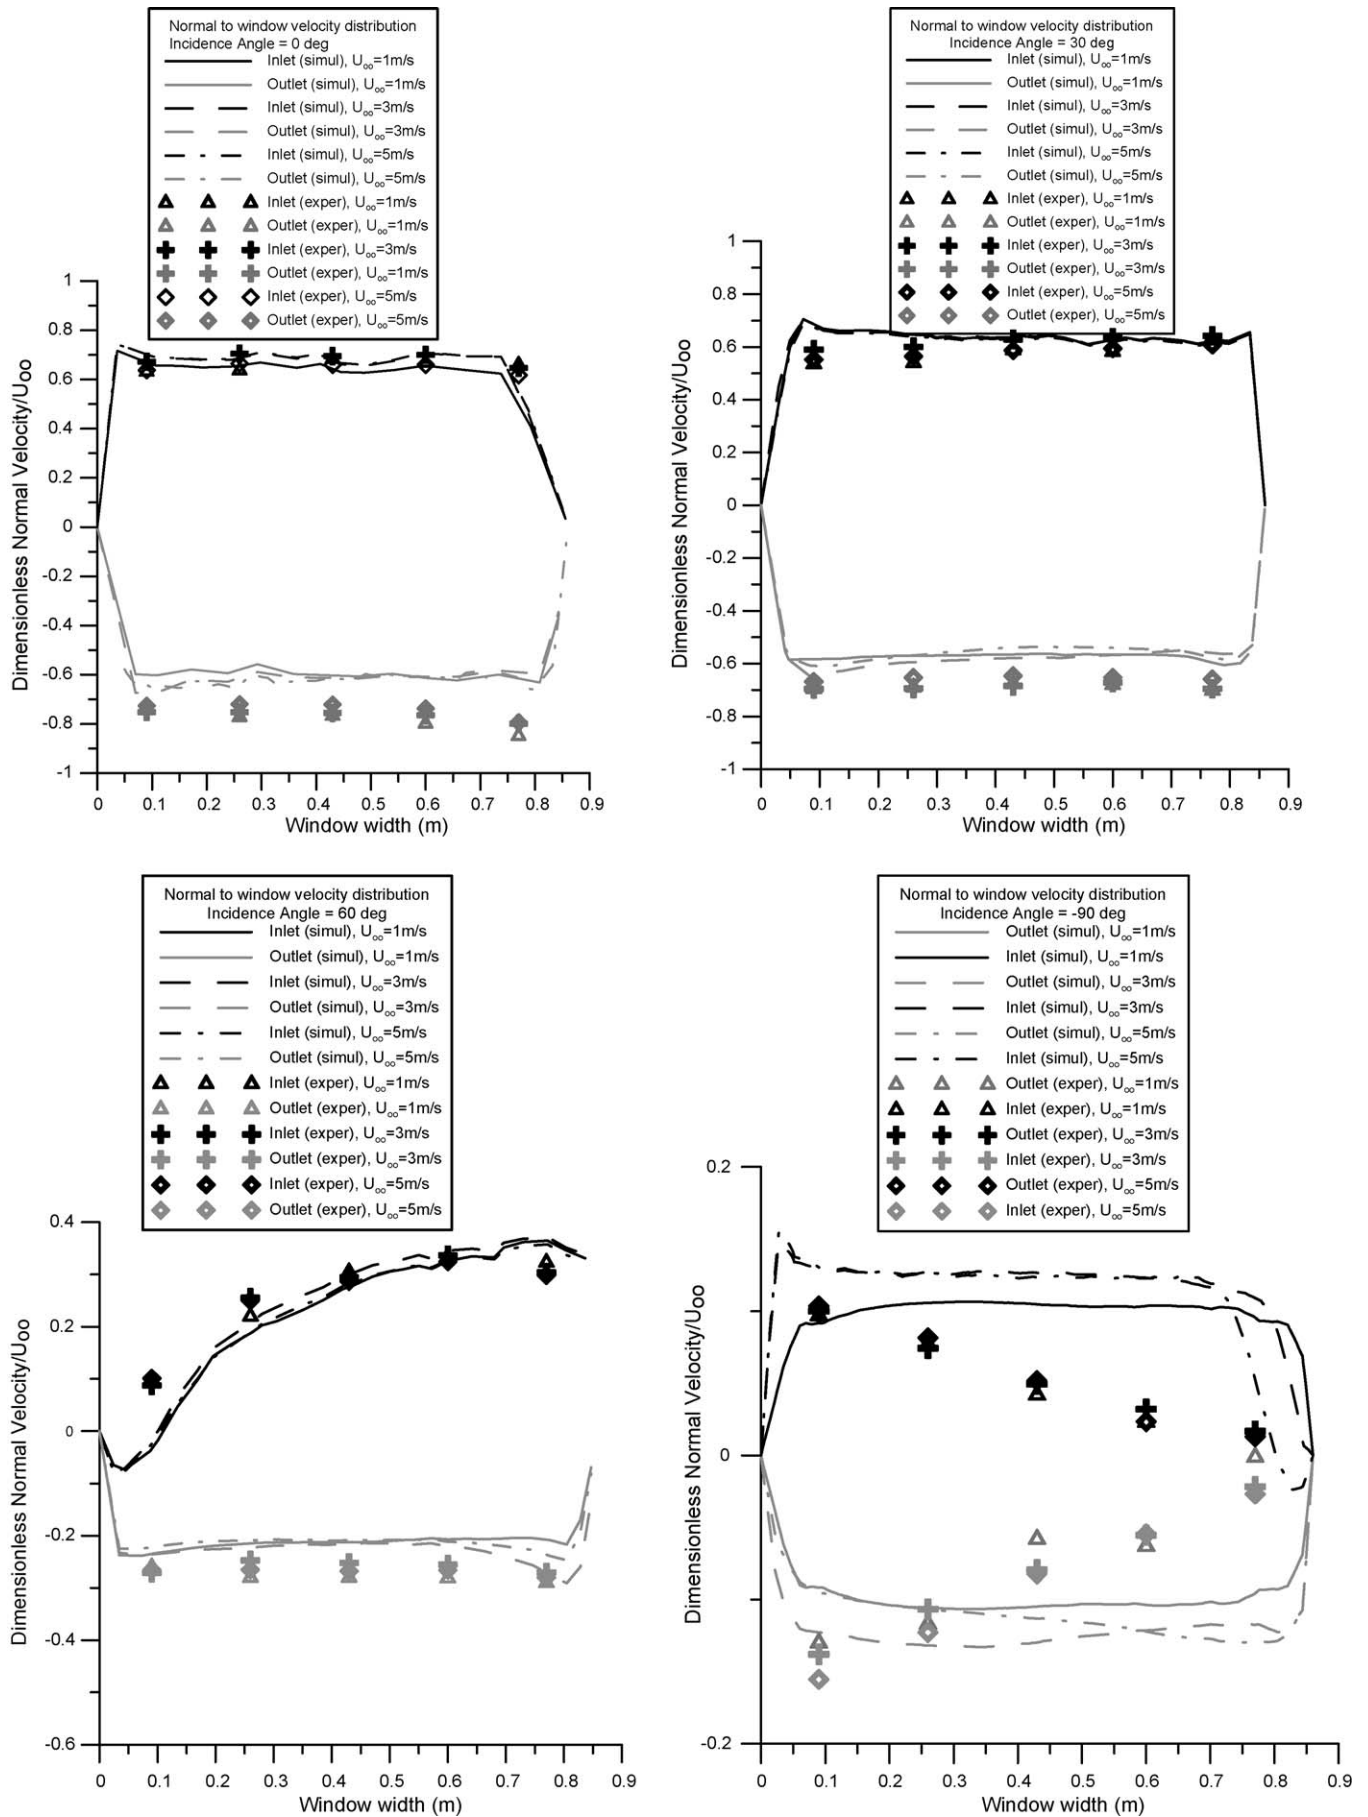 Normal to window velocity distribution
Incidence Angle = 0 deg
Inlet (simul), U∞=1m/s
Outlet (simul), U∞=1m/s
Inlet (simul), U∞=3m/s
Outlet (simul), U∞=3m/s
Inlet (simul), U∞=5m/s
Outlet (simul), U∞=5m/s
Inlet (exper), U∞=1m/s
Outlet (exper), U∞=1m/s
Inlet (exper), U∞=3m/s
Outlet (exper), U∞=1m/s
Inlet (exper), U∞=5m/s
Outlet (exper), U∞=5m/s
1
0.8
0.6
0.4
0.2
0
-0.2
-0.4
-0.6
-0.8
-1
Dimensionless Normal Velocity/Uoo
0 0.1 0.2 0.3 0.4 0.5 0.6 0.7 0.8 0.9
Window width (m)
Normal to window velocity distribution
Incidence Angle = 30 deg
Inlet (simul), U∞=1m/s
Outlet (simul), U∞=1m/s
Inlet (simul), U∞=3m/s
Outlet (simul), U∞=3m/s
Inlet (simul), U∞=5m/s
Outlet (simul), U∞=5m/s
Inlet (exper), U∞=1m/s
Outlet (exper), U∞=1m/s
Inlet (exper), U∞=3m/s
Outlet (exper), U∞=3m/s
Inlet (exper), U∞=5m/s
Outlet (exper), U∞=5m/s
1
0.8
0.6
0.4
0.2
0
-0.2
-0.4
-0.6
-0.8
-1
Dimensionless Normal Velocity/Uoo
0 0.1 0.2 0.3 0.4 0.5 0.6 0.7 0.8 0.9
Window width (m)
Normal to window velocity distribution
Incidence Angle = 60 deg
Inlet (simul), U∞=1m/s
Outlet (simul), U∞=1m/s
Inlet (simul), U∞=3m/s
Outlet (simul), U∞=3m/s
Inlet (simul), U∞=5m/s
Outlet (simul), U∞=5m/s
Inlet (exper), U∞=1m/s
Outlet (exper), U∞=1m/s
Inlet (exper), U∞=3m/s
Outlet (exper), U∞=3m/s
Inlet (exper), U∞=5m/s
Outlet (exper), U∞=5m/s
0.4
0.2
0
-0.2
-0.4
-0.6
Dimensionless Normal Velocity/Uoo
0 0.1 0.2 0.3 0.4 0.5 0.6 0.7 0.8 0.9
Window width (m)
Normal to window velocity distribution
Incidence Angle = -90 deg
Outlet (simul), U∞=1m/s
Inlet (simul), U∞=1m/s
Outlet (simul), U∞=3m/s
Inlet (simul), U∞=3m/s
Outlet (simul), U∞=5m/s
Inlet (simul), U∞=5m/s
Outlet (exper), U∞=1m/s
Inlet (exper), U∞=1m/s
Outlet (exper), U∞=3m/s
Inlet (exper), U∞=3m/s
Outlet (exper), U∞=5m/s
Inlet (exper), U∞=5m/s
0.2
0
-0.2
Dimensionless Normal Velocity/Uoo
0 0.1 0.2 0.3 0.4 0.5 0.6 0.7 0.8 0.9
Window width (m)